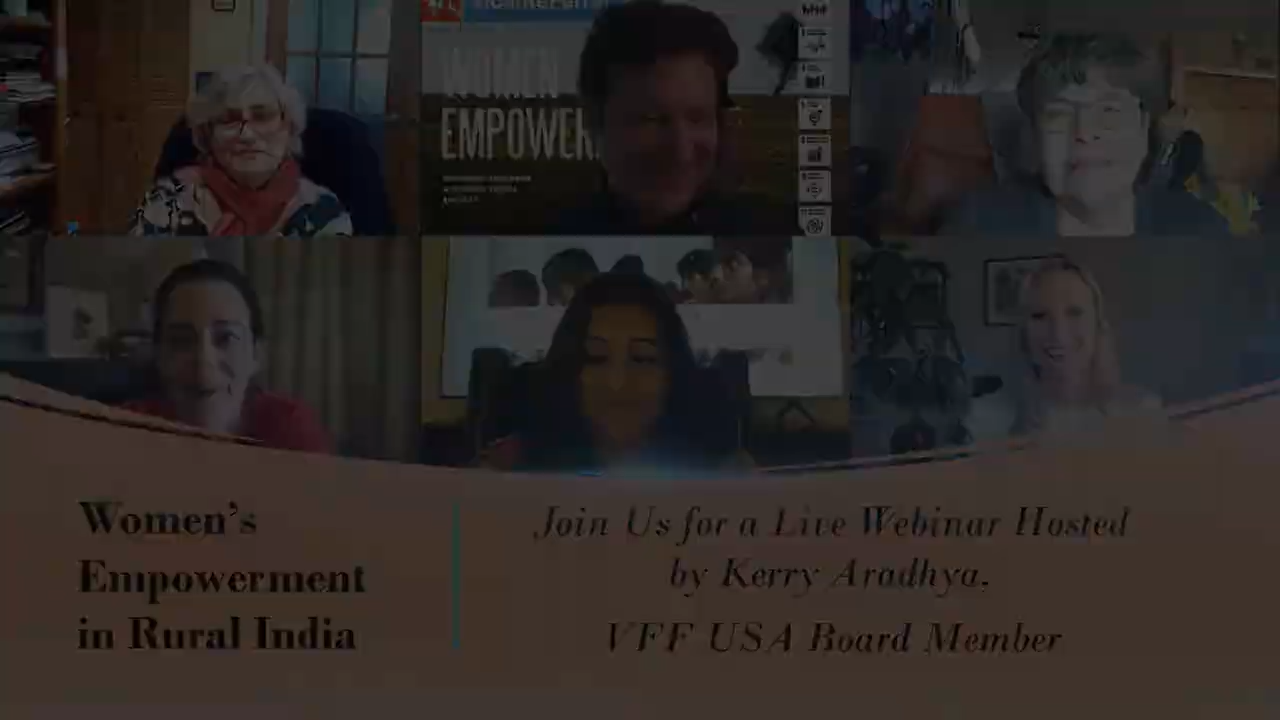 WOMEN
EMPOWER
Women's
Empowerment
in Rural India
Join Us for a Live Webinar Hosted
by Kerry Aradhya,
VFF USA Board Member